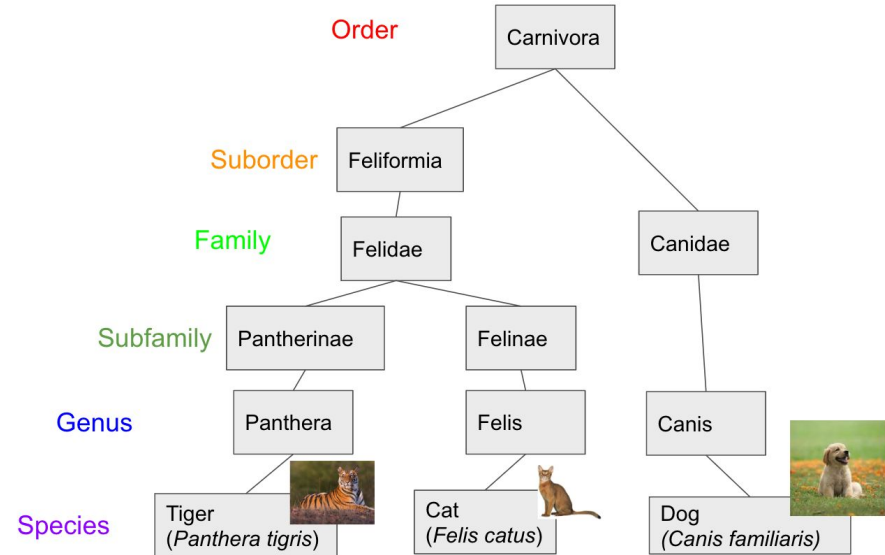 Order
Carnivora
Suborder
Feliformia
Family
Felidae
Canidae
Subfamily
Pantherinae
Felinae
Genus
Panthera
Felis
Canis
Species
Tiger
(Panthera tigris)
Cat
(Felis catus)
Dog
(Canis familiaris)